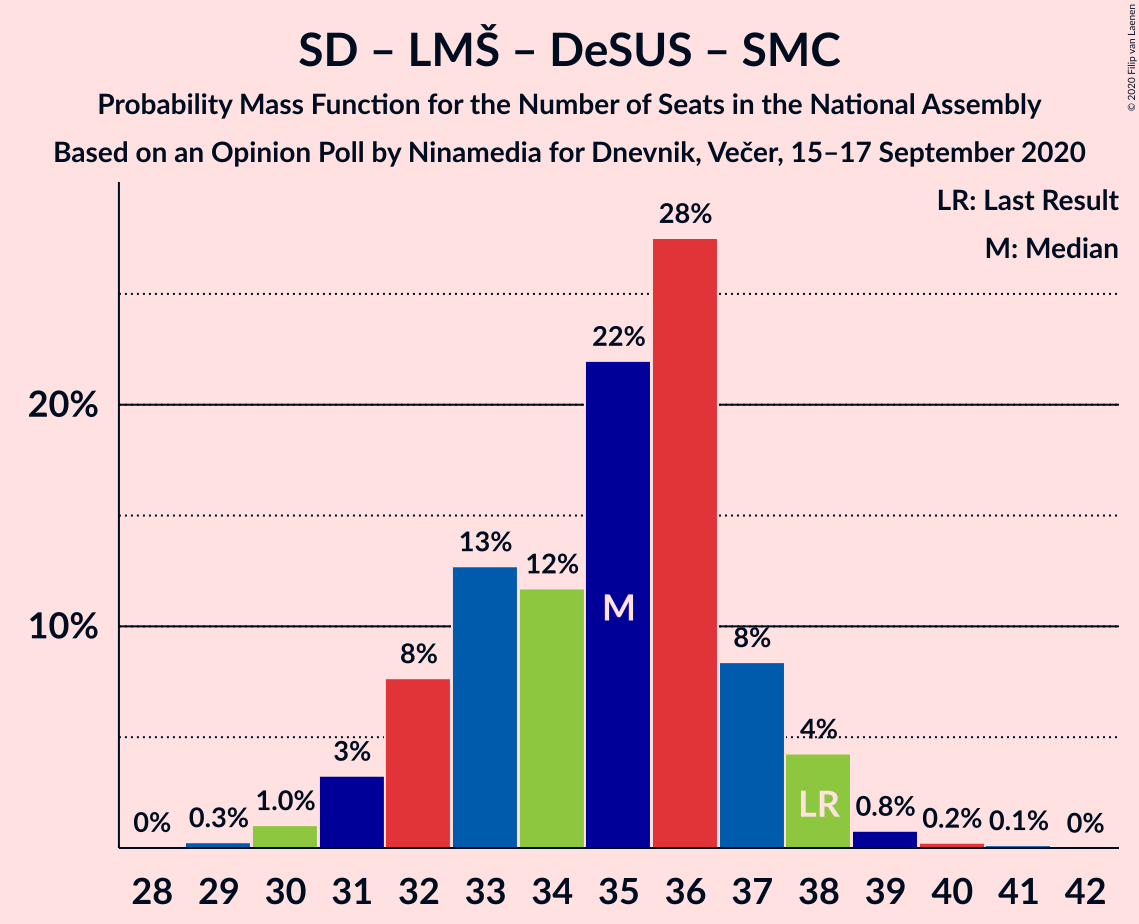 SD – LMŠ – DeSUS – SMC
Probability Mass Function for the Number of Seats in the National Assembly
Based on an Opinion Poll by Ninamedia for Dnevnik, Večer, 15–17 September 2020
© 2020 Filip van Laenen
LR: Last Result
M: Median
20%
10%
0%
0.3%
1.0%
3%
8%
13%
12%
22%
28%
8%
4%
0.8%
0.2%
0.1%
0%
M
LR
28 29 30 31 32 33 34 35 36 37 38 39 40 41 42